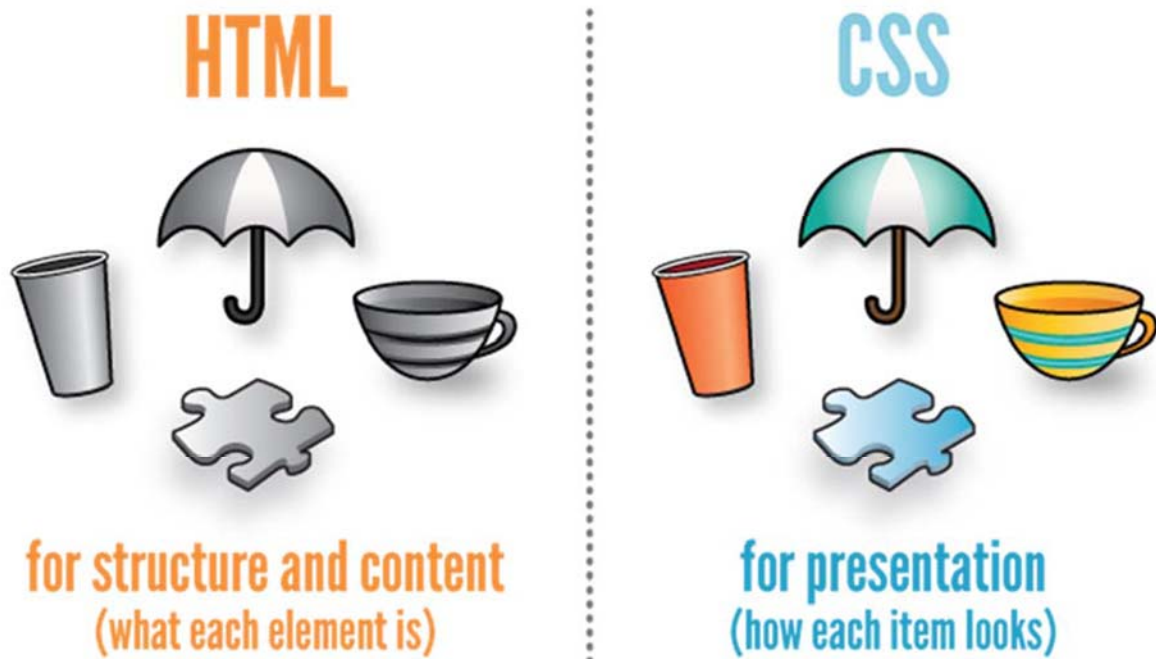 HTML
for structure and content
(what each element is)
CSS
for presentation
(how each item looks)